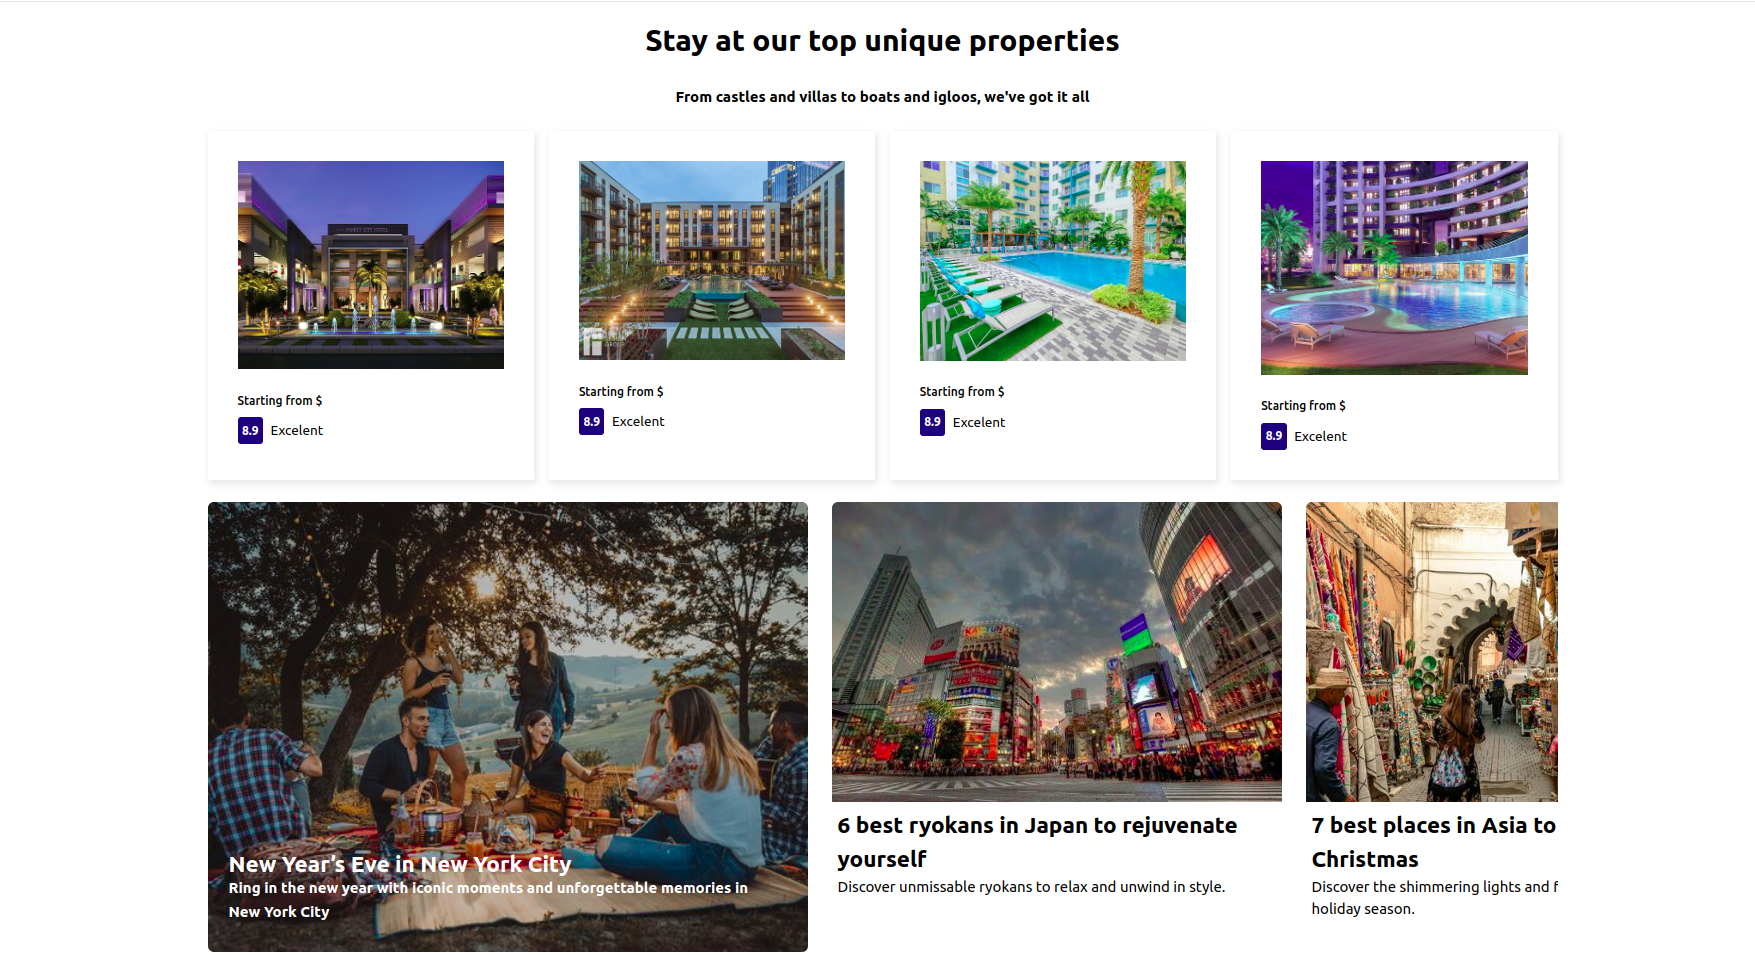 Stay at our top unique properties
From castles and villas to boats and igloos, we've got it all
FAMILY CITY HOTEL
Starting from $
8.9 Excelent
Starting from $
8.9 Excelent
Starting from $
8.9 Excelent
Starting from $
8.9 Excelent
New Year’s Eve in New York City
Ring in the new year with iconic moments and unforgettable memories in
New York City
6 best ryokans in Japan to rejuvenate
yourself
Discover unmissable ryokans to relax and unwind in style.
7 best places in Asia to
Christmas
Discover the shimmering lights and f
holiday season.